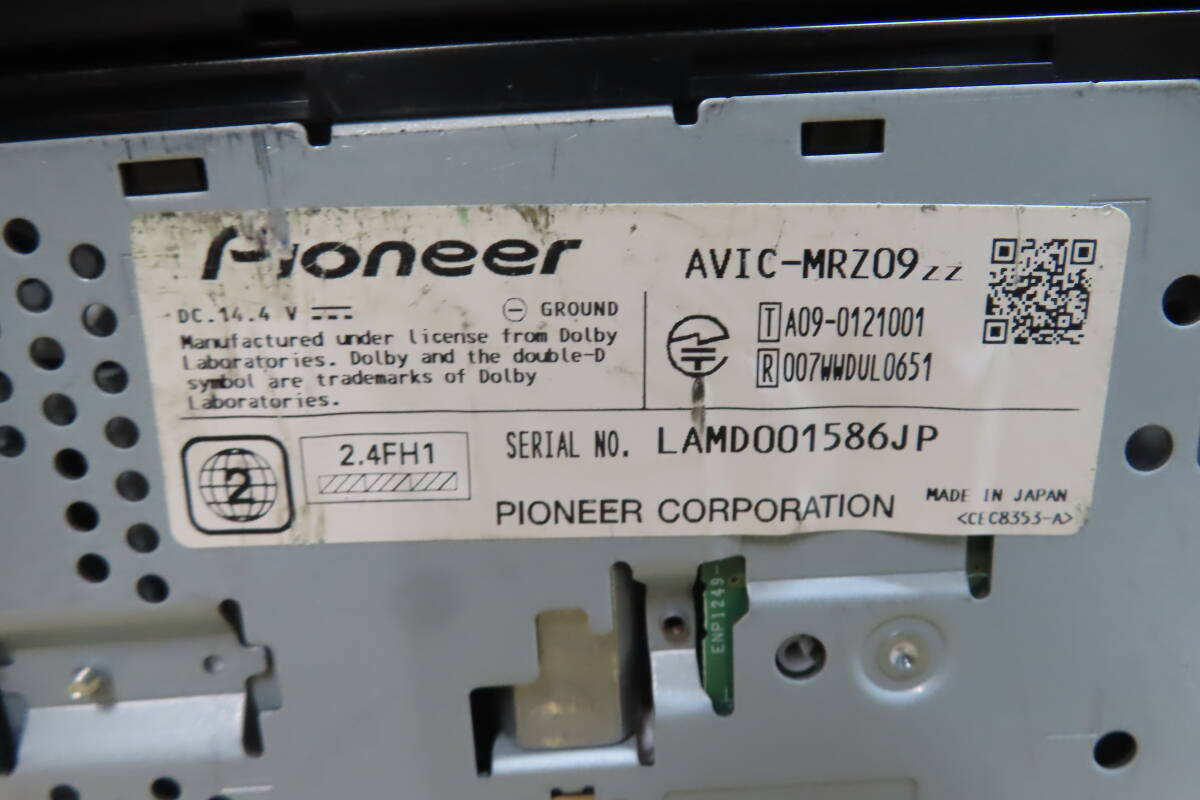 Pioneer
AVIC-MRZ09zz
DC.14.4 V
GROUND
Manufactured under license from Dolby
Laboratories. Dolby and the double-D
symbol are trademarks of Dolby
Laboratories.
T A09-0121001
R 007WWDUL0651
2
2.4FH1
SERIAL NO. LAMD001586JP
PIONEER CORPORATION
MADE IN JAPAN
<CEC8353-A>
ENP1249-